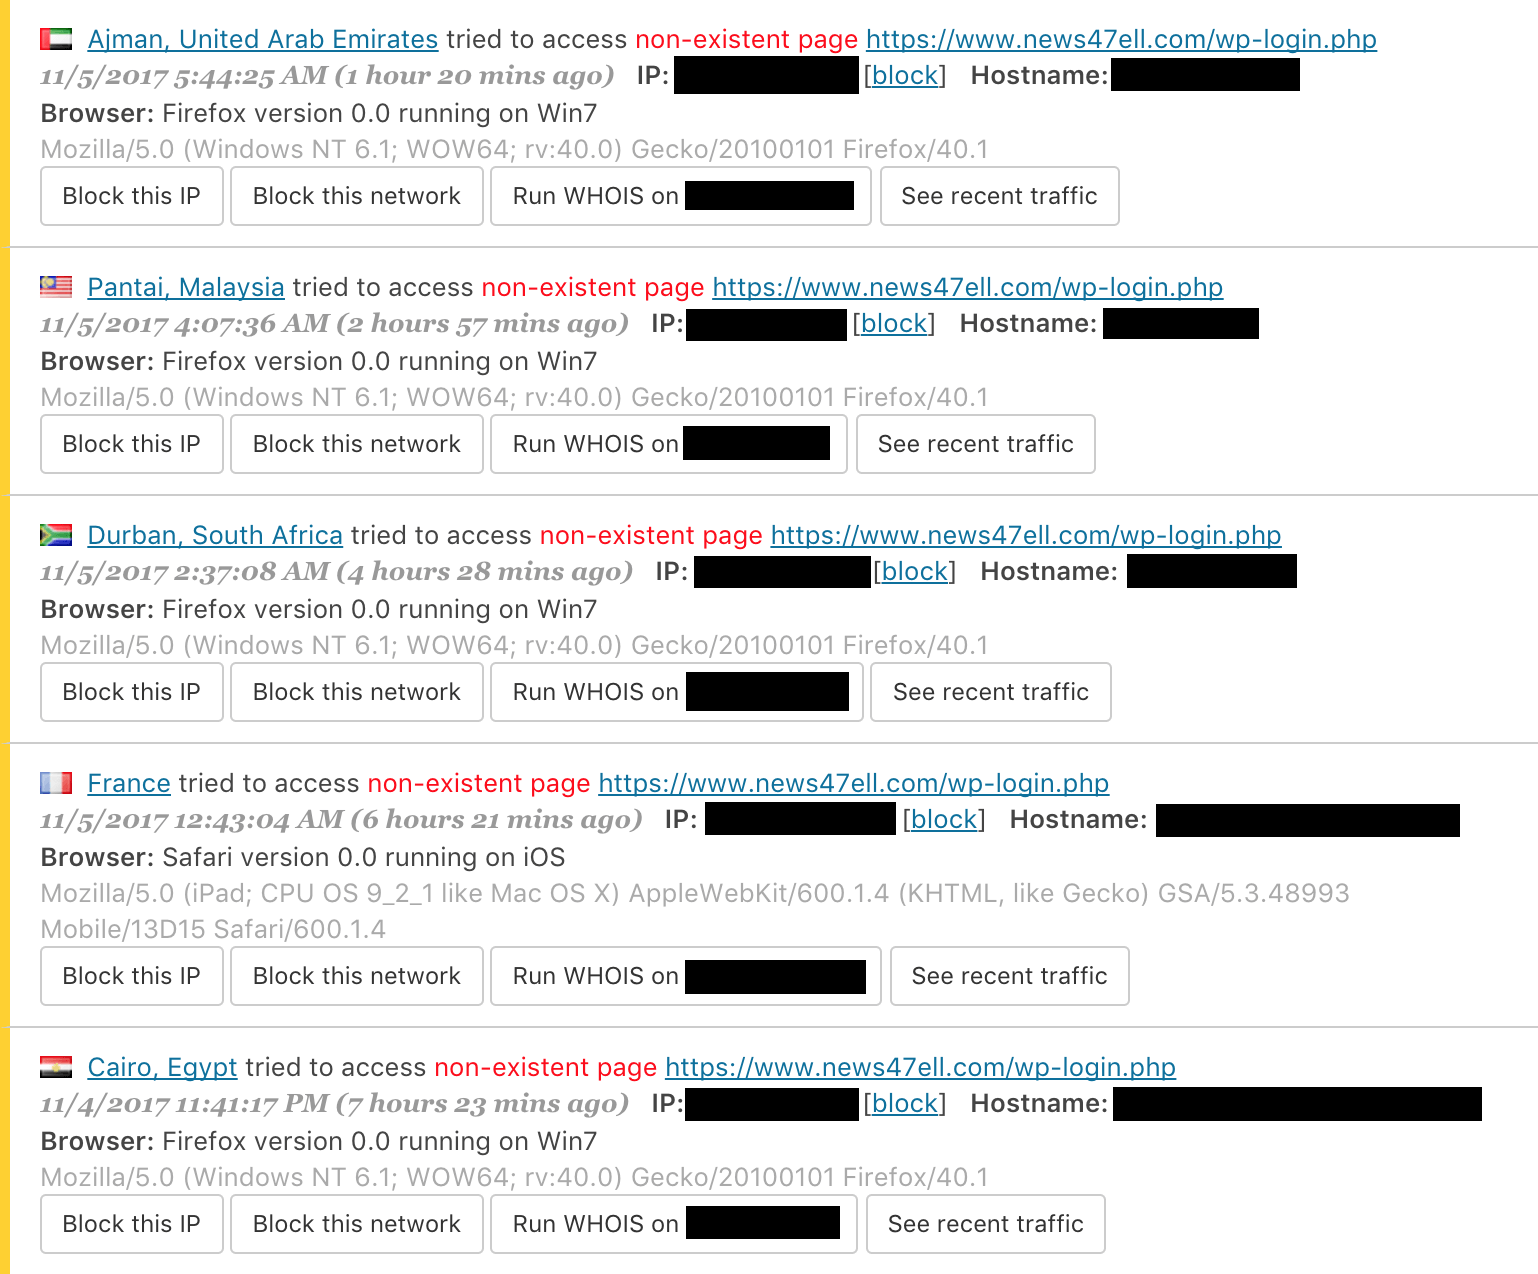 Ajman, United Arab Emirates tried to access non-existent page https://www.news47ell.com/wp-login.php
11/5/2017 5:44:25 AM (1 hour 20 mins ago) IP: [block] Hostname:
Browser: Firefox version 0.0 running on Win7
Mozilla/5.0 (Windows NT 6.1; WOW64; rv:40.0) Gecko/20100101 Firefox/40.1
Block this IP Block this network Run WHOIS on See recent traffic
Pantai, Malaysia tried to access non-existent page https://www.news47ell.com/wp-login.php
11/5/2017 4:07:36 AM (2 hours 57 mins ago) IP: [block] Hostname:
Browser: Firefox version 0.0 running on Win7
Mozilla/5.0 (Windows NT 6.1; WOW64; rv:40.0) Gecko/20100101 Firefox/40.1
Block this IP Block this network Run WHOIS on See recent traffic
Durban, South Africa tried to access non-existent page https://www.news47ell.com/wp-login.php
11/5/2017 2:37:08 AM (4 hours 28 mins ago) IP: [block] Hostname:
Browser: Firefox version 0.0 running on Win7
Mozilla/5.0 (Windows NT 6.1; WOW64; rv:40.0) Gecko/20100101 Firefox/40.1
Block this IP Block this network Run WHOIS on See recent traffic
France tried to access non-existent page https://www.news47ell.com/wp-login.php
11/5/2017 12:43:04 AM (6 hours 21 mins ago) IP: [block] Hostname:
Browser: Safari version 0.0 running on iOS
Mozilla/5.0 (iPad; CPU OS 9_2_1 like Mac OS X) AppleWebKit/600.1.4 (KHTML, like Gecko) GSA/5.3.48993
Mobile/13D15 Safari/600.1.4
Block this IP Block this network Run WHOIS on See recent traffic
Cairo, Egypt tried to access non-existent page https://www.news47ell.com/wp-login.php
11/4/2017 11:41:17 PM (7 hours 23 mins ago) IP: [block] Hostname:
Browser: Firefox version 0.0 running on Win7
Mozilla/5.0 (Windows NT 6.1; WOW64; rv:40.0) Gecko/20100101 Firefox/40.1
Block this IP Block this network Run WHOIS on See recent traffic